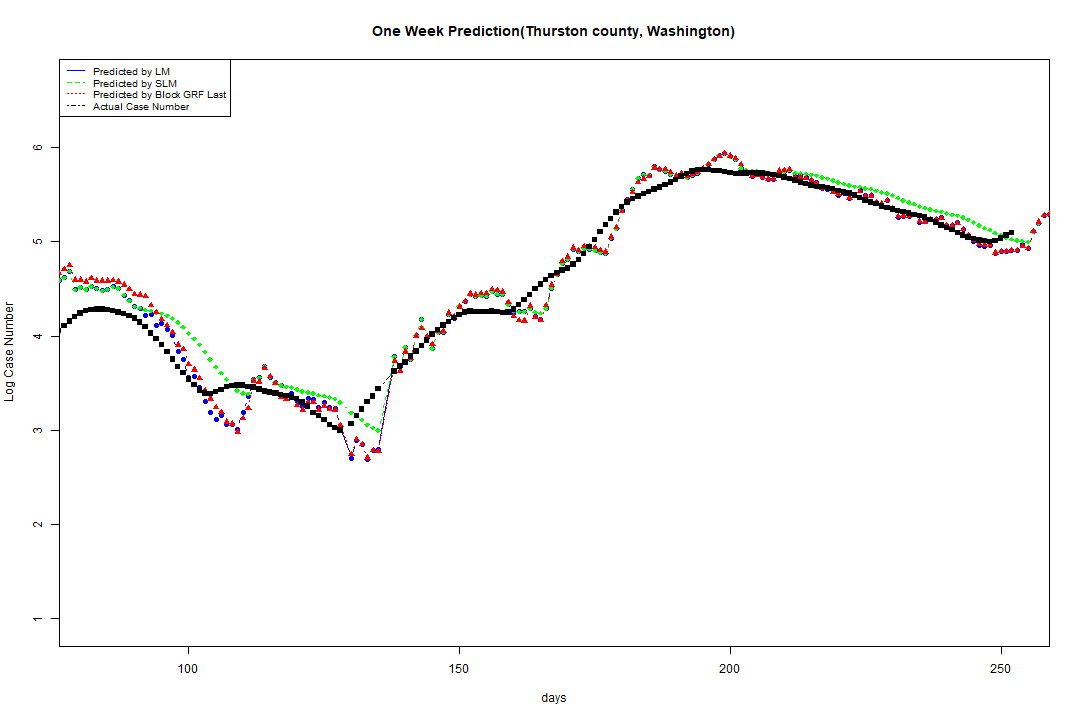 One Week Prediction(Thurston county, Washington)
Predicted by LM
Predicted by SLM
Predicted by Block GRF Last
Actual Case Number
6
5
4
3
2
1
Log Case Number
100
150
200
250
days